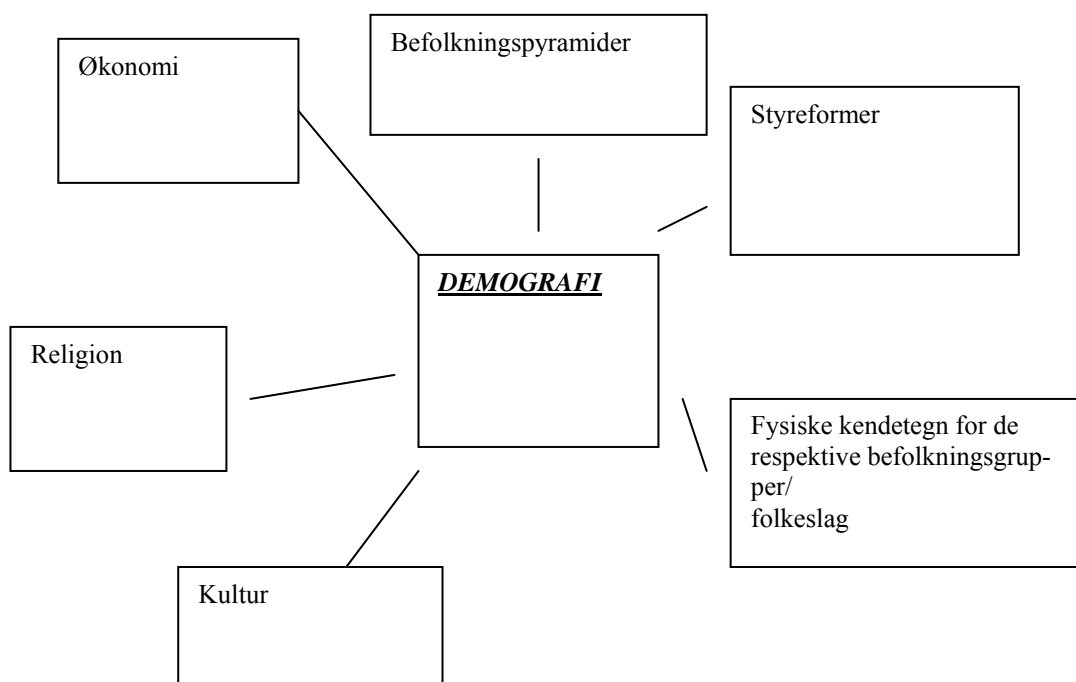 Befolkningspyramider
Økonomi
Styreformer
DEMOGRAFI
Religion
Fysiske kendetegn for de
respektive befolkningsgrup-
per/
folkeslag
Kultur